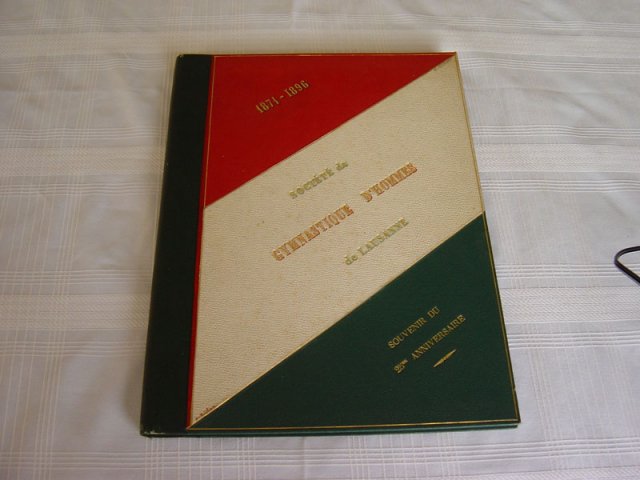 1871-1896
SOCIÉTÉ de
GYMNASTIQUE D'HOMMES
de LAUSANNE
SOUVENIR DU
25me ANNIVERSAIRE